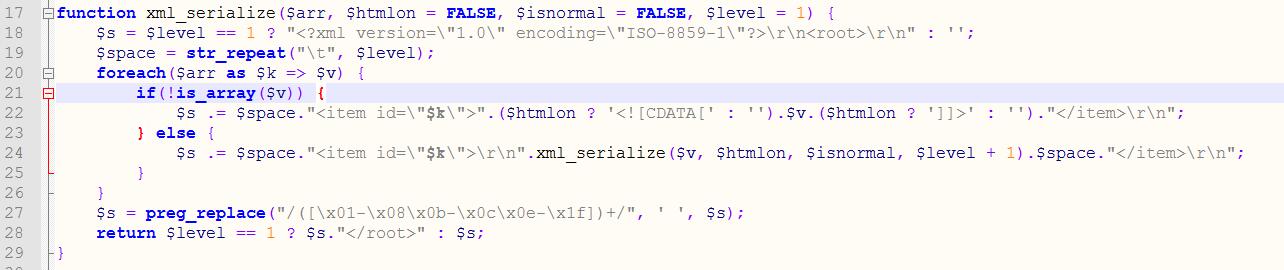 17 function xml_serialize($arr, $htmlon = FALSE, $isnormal = FALSE, $level = 1) {
18     $s = $level == 1 ? "<?xml version=\"1.0\" encoding=\"ISO-8859-1\"?>\r\n<root>\r\n" : '';
19     $space = str_repeat("\t", $level);
20     foreach($arr as $k => $v) {
21         if(!is_array($v)) {
22             $s .= $space."<item id=\"$k\">".($htmlon ? '<![CDATA[' : '').$v.($htmlon ? ']]>' : '')."</item>\r\n";
23         } else {
24             $s .= $space."<item id=\"$k\">\r\n".xml_serialize($v, $htmlon, $isnormal, $level + 1).$space."</item>\r\n";
25         }
26     }
27     $s = preg_replace("/([\x01-\x08\x0b-\x0c\x0e-\x1f])+/", ' ', $s);
28     return $level == 1 ? $s."</root>" : $s;
29 }